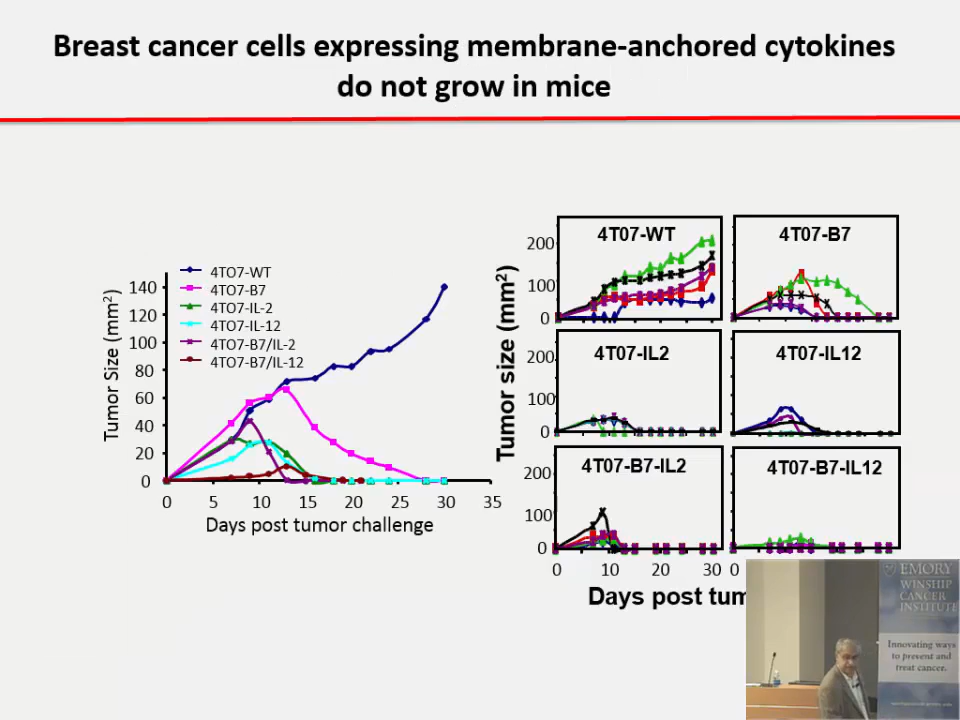 Breast cancer cells expressing membrane-anchored cytokines
do not grow in mice
Tumor Size (mm²)
140
120
100
80
60
40
20
0
4TO7-WT
4TO7-B7
4TO7-IL-2
4TO7-IL-12
4TO7-B7/IL-2
4TO7-B7/IL-12
0 5 10 15 20 25 30 35
Days post tumor challenge
Tumor size (mm²)
4T07-WT
200
100
0
4T07-B7
4T07-IL2
200
100
0
4T07-IL12
4T07-B7-IL2
200
100
0
4T07-B7-IL12
0 10 20 30 0
Days post tum
EMORY
WINSHIP
CANCER
INSTITUTE
Innovating ways
to prevent and
treat cancer.